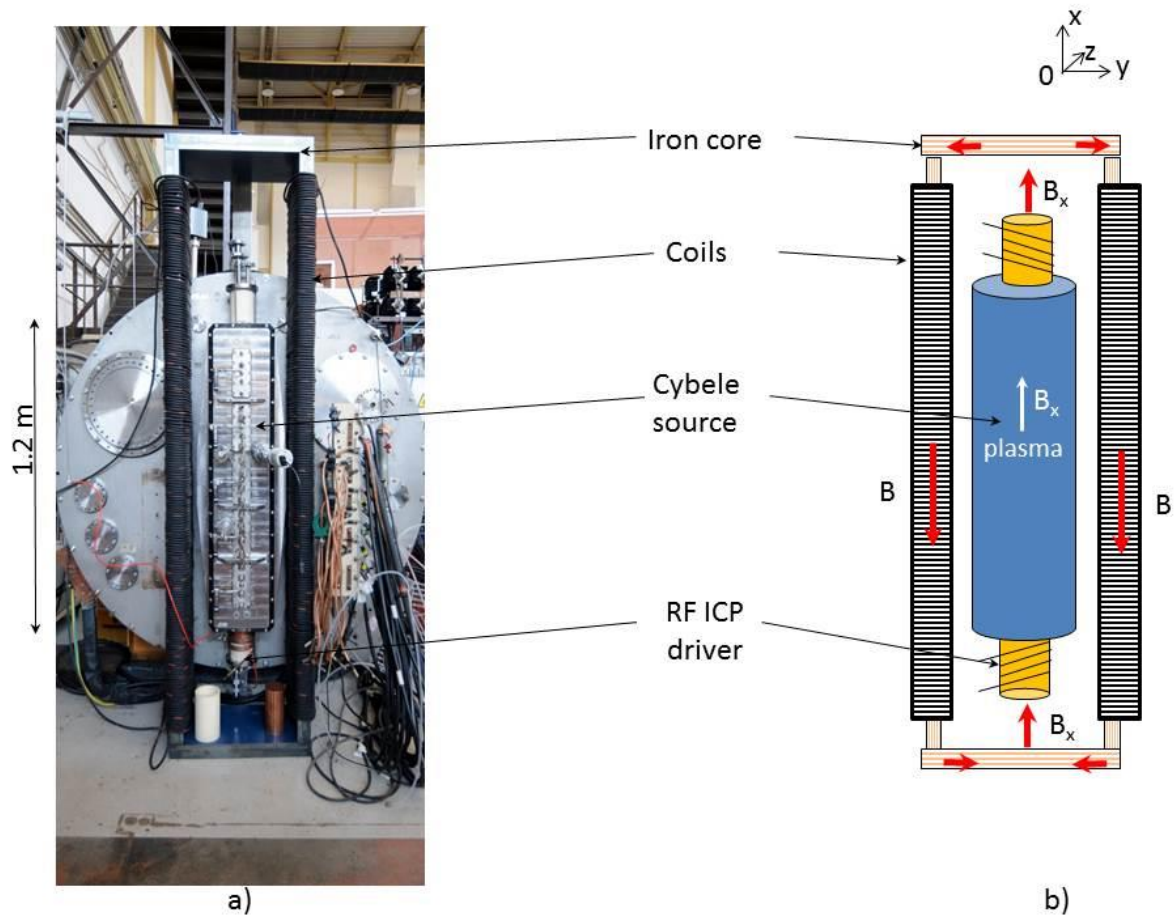 x
z
0
y
Iron core
Bₓ
Coils
1.2 m
Cybele
source
Bₓ
plasma
B
B
RF ICP
driver
Bₓ
a)
b)